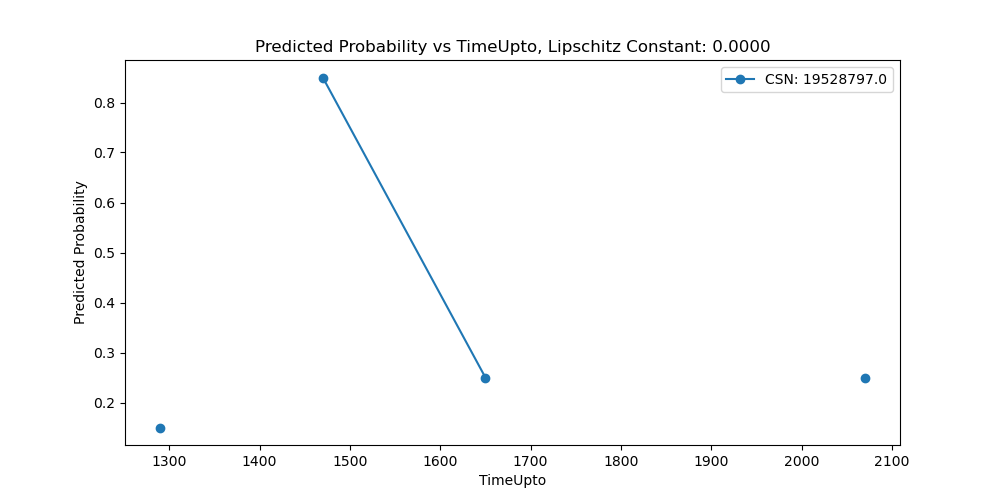 Predicted Probability vs TimeUpto, Lipschitz Constant: 0.0000
CSN: 19528797.0
Predicted Probability
0.8
0.7
0.6
0.5
0.4
0.3
0.2
1300 1400 1500 1600 1700 1800 1900 2000 2100
TimeUpto